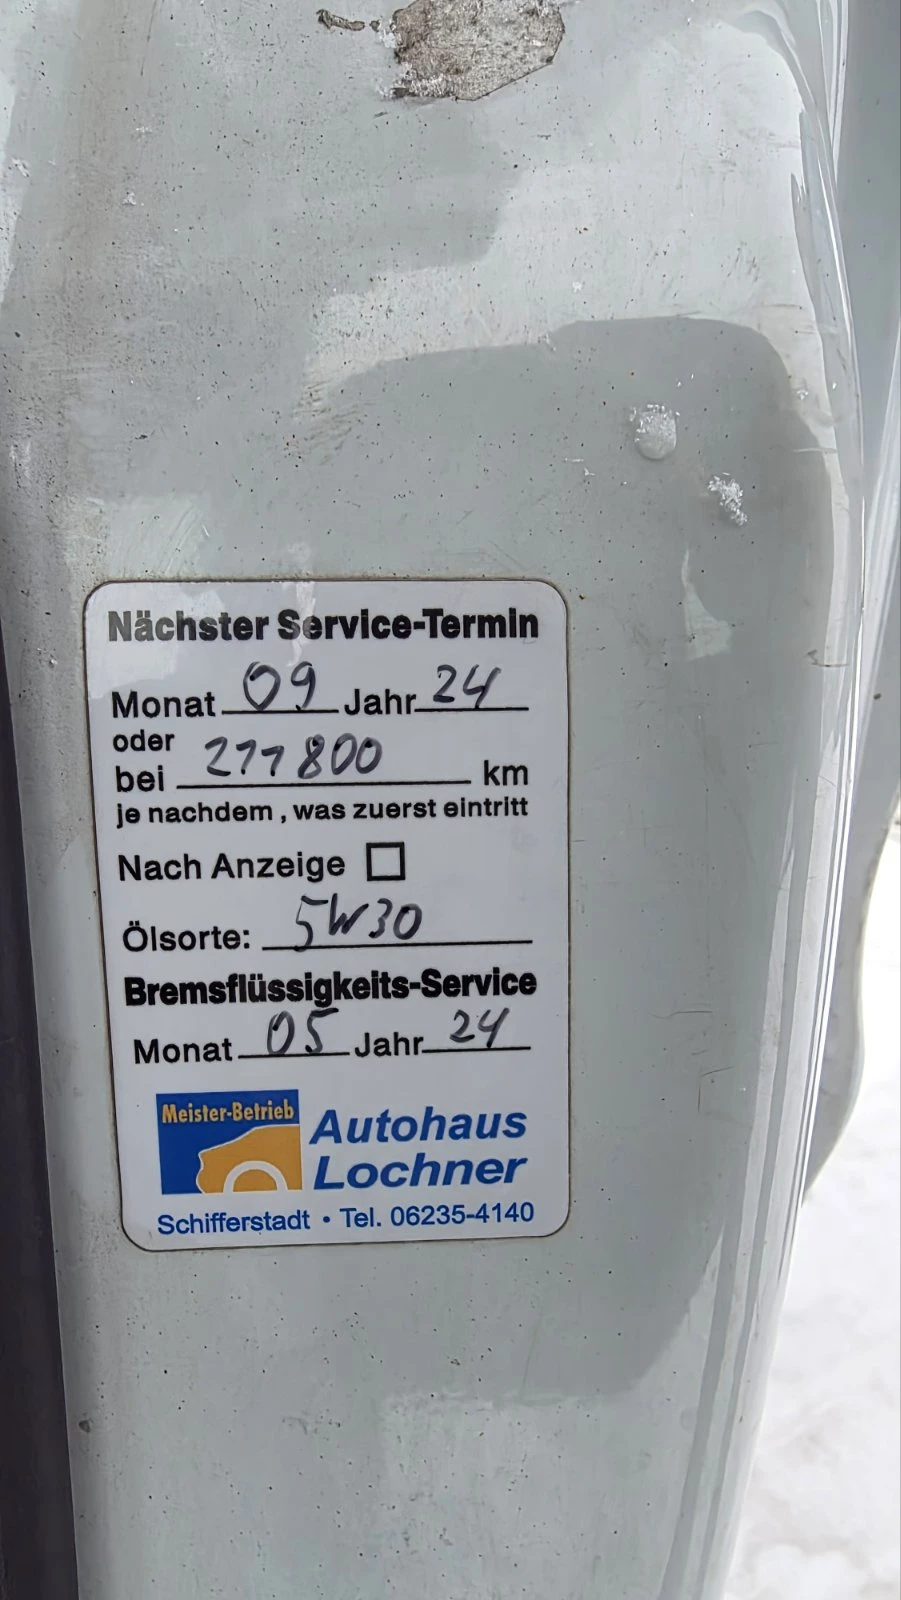 Nächster Service-Termin
Monat 09 Jahr 24
oder
bei 211800 km
je nachdem, was zuerst eintritt
Nach Anzeige
Ölsorte: 5W30
Bremsflüssigkeits-Service
Monat 05 Jahr 24
Meister-Betrieb
Autohaus
Lochner
Schifferstadt • Tel. 06235-4140